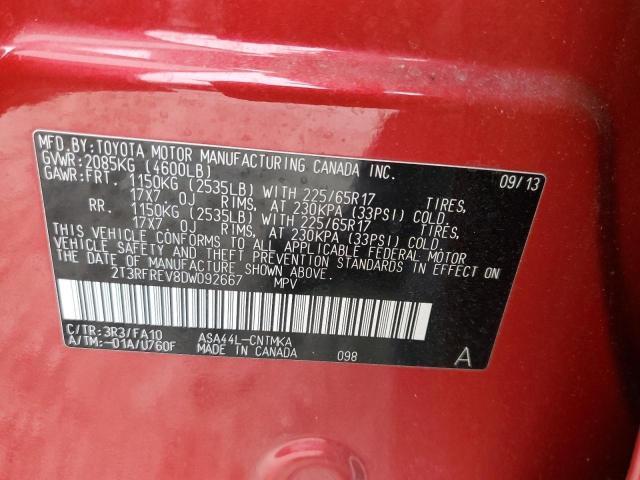 MFD.BY:TOYOTA MOTOR MANUFACTURING CANADA INC. 09/13
GVWR:2085KG (4600LB)
GAWR:FRT. 1150KG (2535LB) WITH 225/65R17 TIRES,
17X7.OJ RIMS, AT 230KPA (33PSI) COLD.
RR. 1150KG (2535LB) WITH 225/65R17 TIRES,
17X7.OJ RIMS, AT 230KPA (33PSI) COLD.
THIS VEHICLE CONFORMS TO ALL APPLICABLE FEDERAL MOTOR
VEHICLE SAFETY AND THEFT PREVENTION STANDARDS IN EFFECT ON
THE DATE OF MANUFACTURE SHOWN ABOVE.
2T3RFREV8DW092667 MPV
C/TR:3R3/FA10 ASA44L-CNTMKA
A/TM:-01A/U760F MADE IN CANADA 098 A